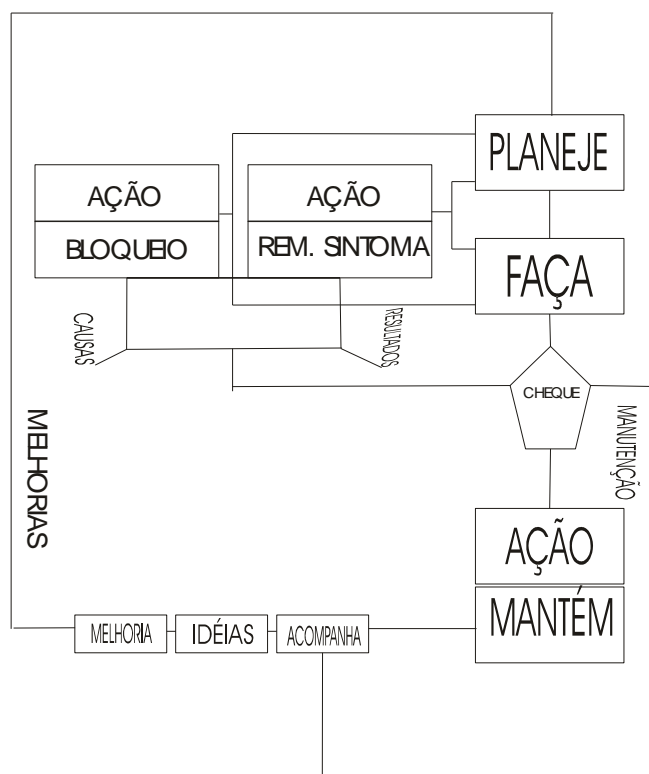 PLANEJE
AÇÃO
AÇÃO
BLOQUEIO
REM. SINTOMA
FAÇA
CAUSAS
RESULTADOS
CHEQUE
MANUTENÇÃO
MELHORIAS
AÇÃO
MANTÉM
MELHORIA
IDÉIAS
ACOMPANHA